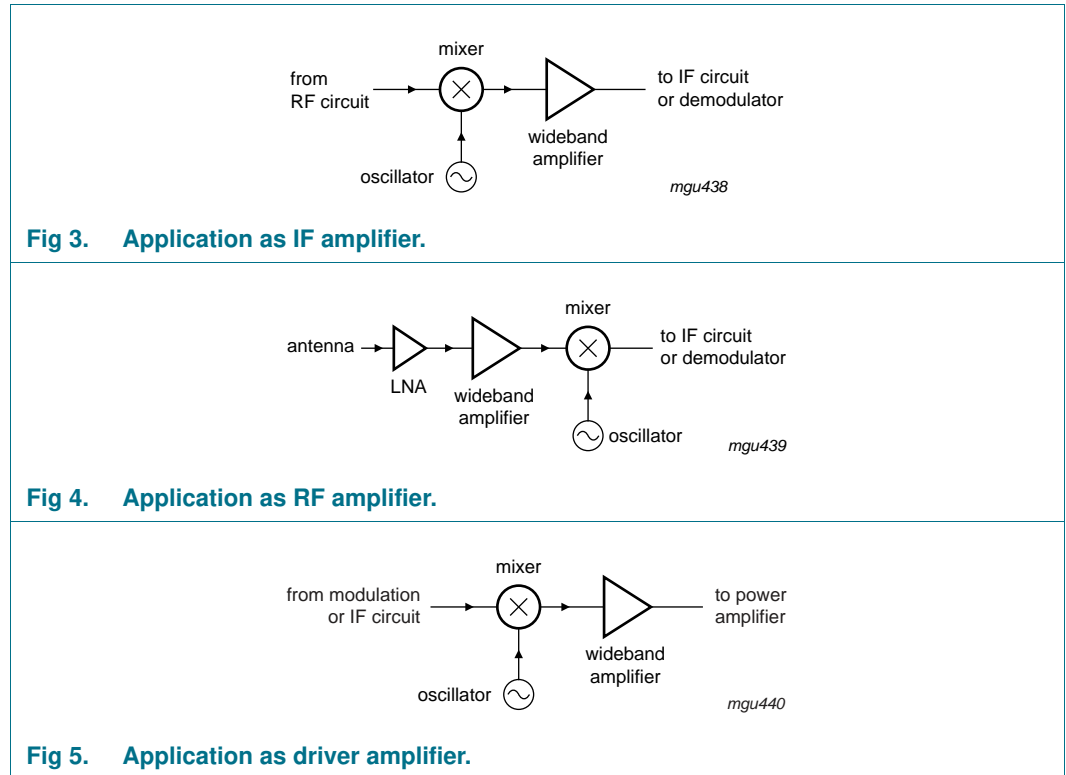 mixer
from
RF circuit
to IF circuit
or demodulator
wideband
amplifier
oscillator
mgu438
Fig 3. Application as IF amplifier.
mixer
antenna
to IF circuit
or demodulator
LNA
wideband
amplifier
oscillator
mgu439
Fig 4. Application as RF amplifier.
mixer
from modulation
or IF circuit
to power
amplifier
wideband
amplifier
oscillator
mgu440
Fig 5. Application as driver amplifier.